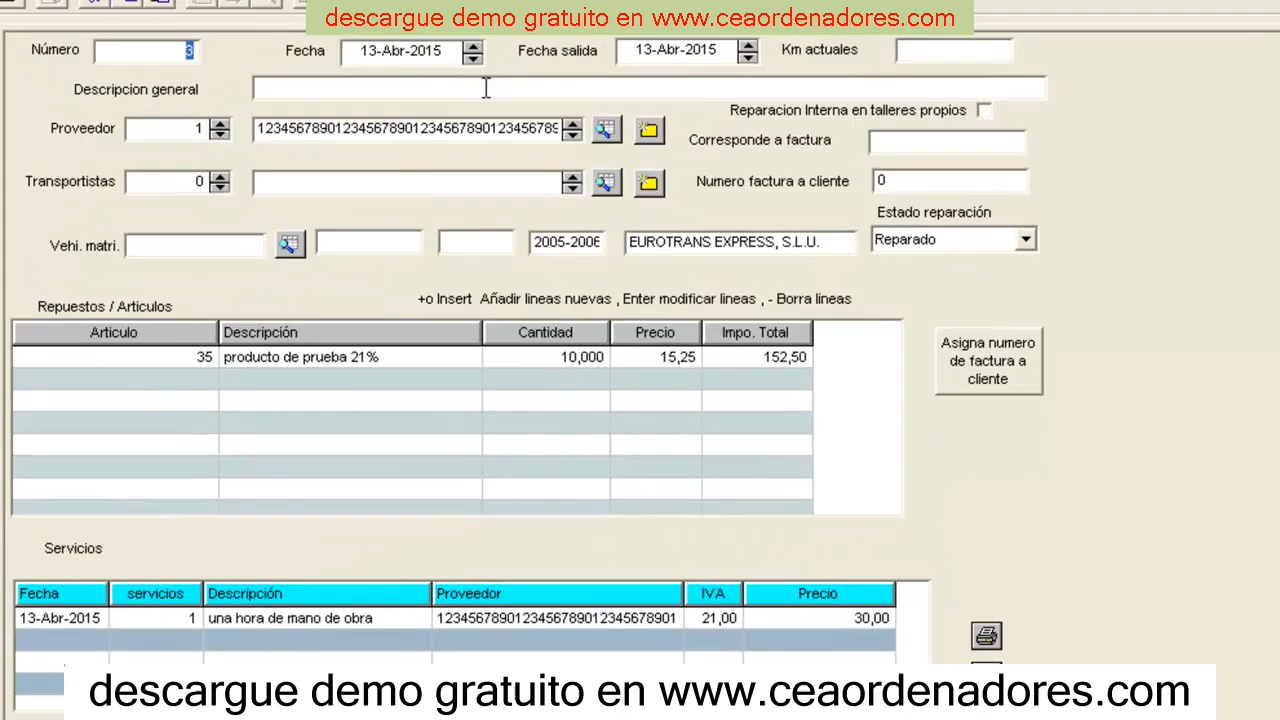 descargue demo gratuito en www.ceaordenadores.com
Número 3 Fecha 13-Abr-2015 Fecha salida 13-Abr-2015 Km actuales
Descripcion general
Reparacion Interna en talleres propios
Proveedor 1 123456789012345678901234567890123456789
Corresponde a factura
Transportistas 0 Numero factura a cliente 0
Estado reparación
Vehi. matri. 2005-2006 EUROTRANS EXPRESS, S.L.U. Reparado
Repuestos / Articulos +o Insert Añadir lineas nuevas , Enter modificar lineas , - Borra lineas
Articulo Descripción Cantidad Precio Impo. Total
35 producto de prueba 21% 10,000 15,25 152,50
Asigna numero
de factura a
cliente
Servicios
Fecha servicios Descripción Proveedor IVA Precio
13-Abr-2015 1 una hora de mano de obra 1234567890123456789012345678901 21,00 30,00
descargue demo gratuito en www.ceaordenadores.com